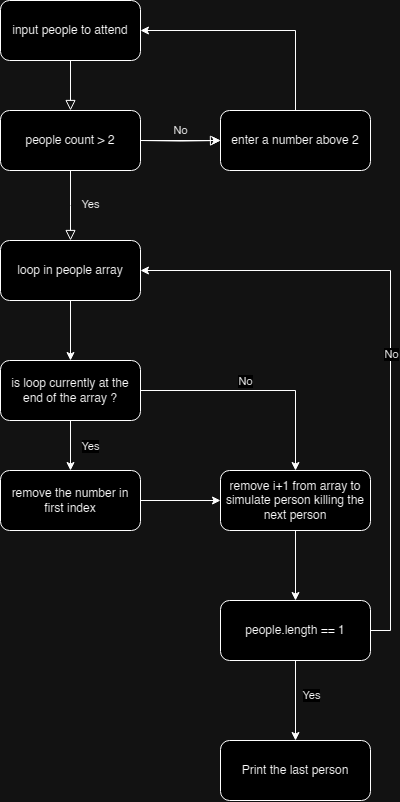 input people to attend
people count > 2
No
enter a number above 2
Yes
loop in people array
No
is loop currently at the
end of the array ?
No
Yes
remove the number in
first index
remove i+1 from array to
simulate person killing the
next person
people.length == 1
Yes
Print the last person